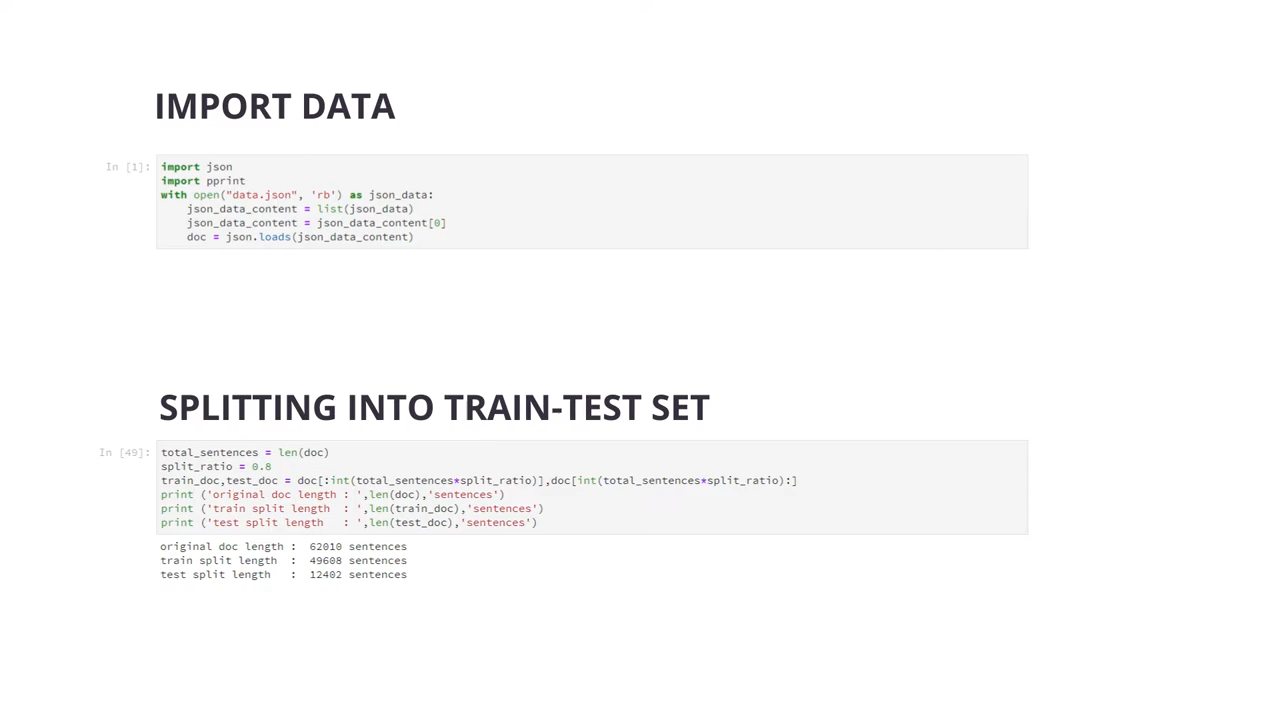 IMPORT DATA
In [1]:
import json
import pprint
with open("data.json", 'rb') as json_data:
    json_data_content = list(json_data)
    json_data_content = json_data_content[0]
    doc = json.loads(json_data_content)
SPLITTING INTO TRAIN-TEST SET
In [49]:
total_sentences = len(doc)
split_ratio = 0.8
train_doc,test_doc = doc[:int(total_sentences*split_ratio)],doc[int(total_sentences*split_ratio):]
print ('original doc length : ',len(doc),'sentences')
print ('train split length  : ',len(train_doc),'sentences')
print ('test split length   : ',len(test_doc),'sentences')
original doc length :  62010 sentences
train split length  :  49608 sentences
test split length   :  12402 sentences